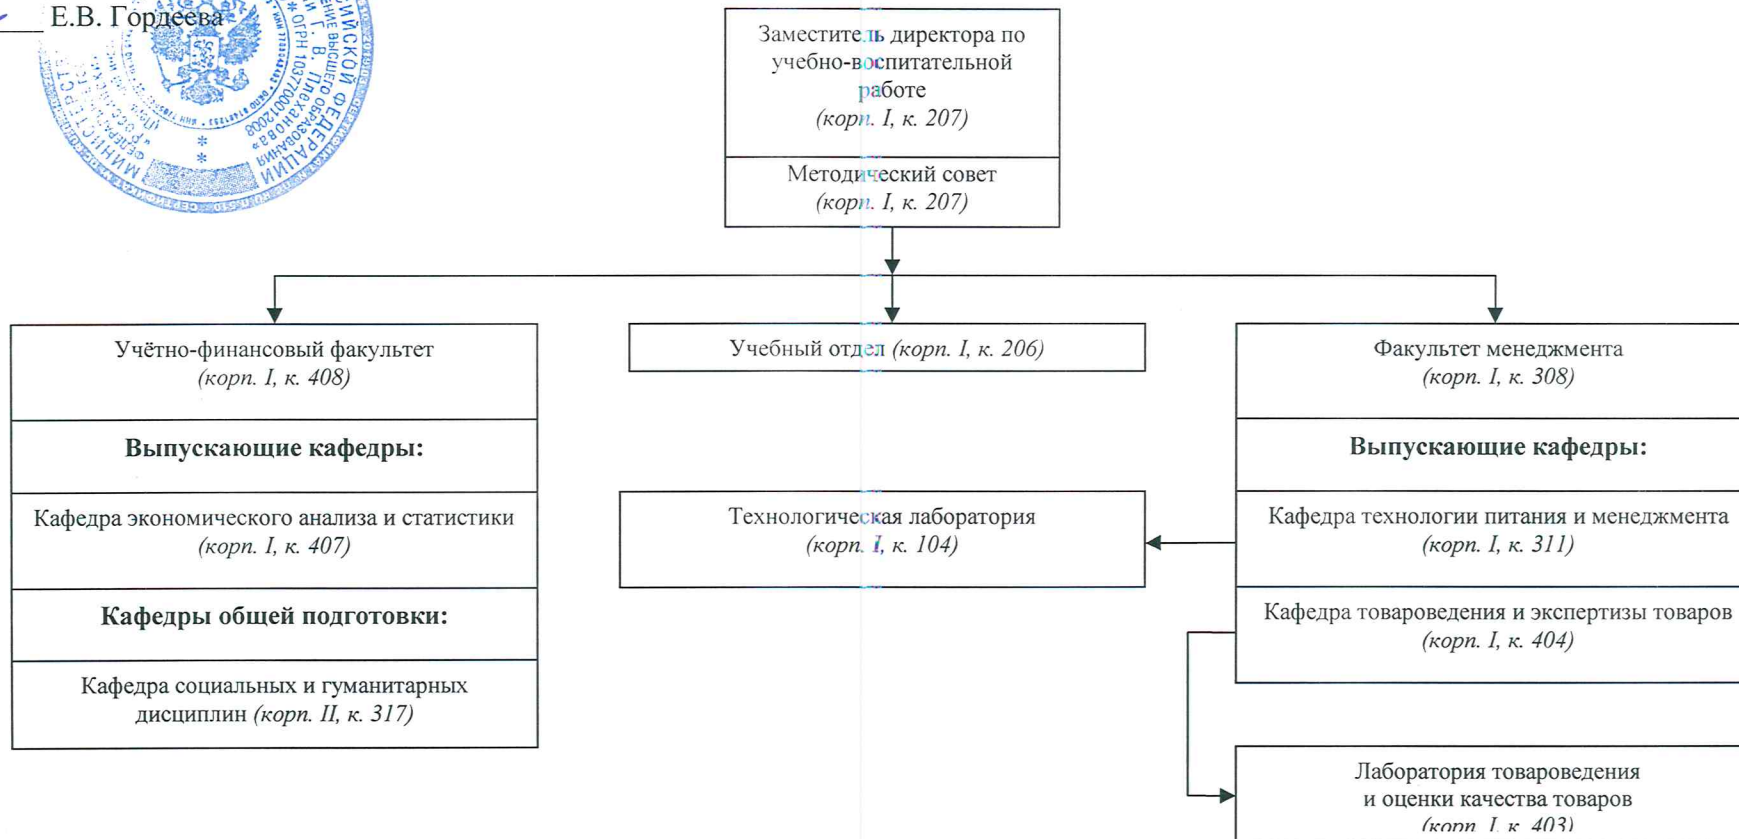 Е.В. Гордеева
Заместитель директора по
учебно-воспитательной
работе
(корп. I, к. 207)
Методический совет
(корп. I, к. 207)
Учётно-финансовый факультет
(корп. I, к. 408)
Выпускающие кафедры:
Кафедра экономического анализа и статистики
(корп. I, к. 407)
Кафедры общей подготовки:
Кафедра социальных и гуманитарных
дисциплин (корп. II, к. 317)
Учебный отдел (корп. I, к. 206)
Технологическая лаборатория
(корп. I, к. 104)
Факультет менеджмента
(корп. I, к. 308)
Выпускающие кафедры:
Кафедра технологии питания и менеджмента
(корп. I, к. 311)
Кафедра товароведения и экспертизы товаров
(корп. I, к. 404)
Лаборатория товароведения
и оценки качества товаров
(корп. I, к. 403)